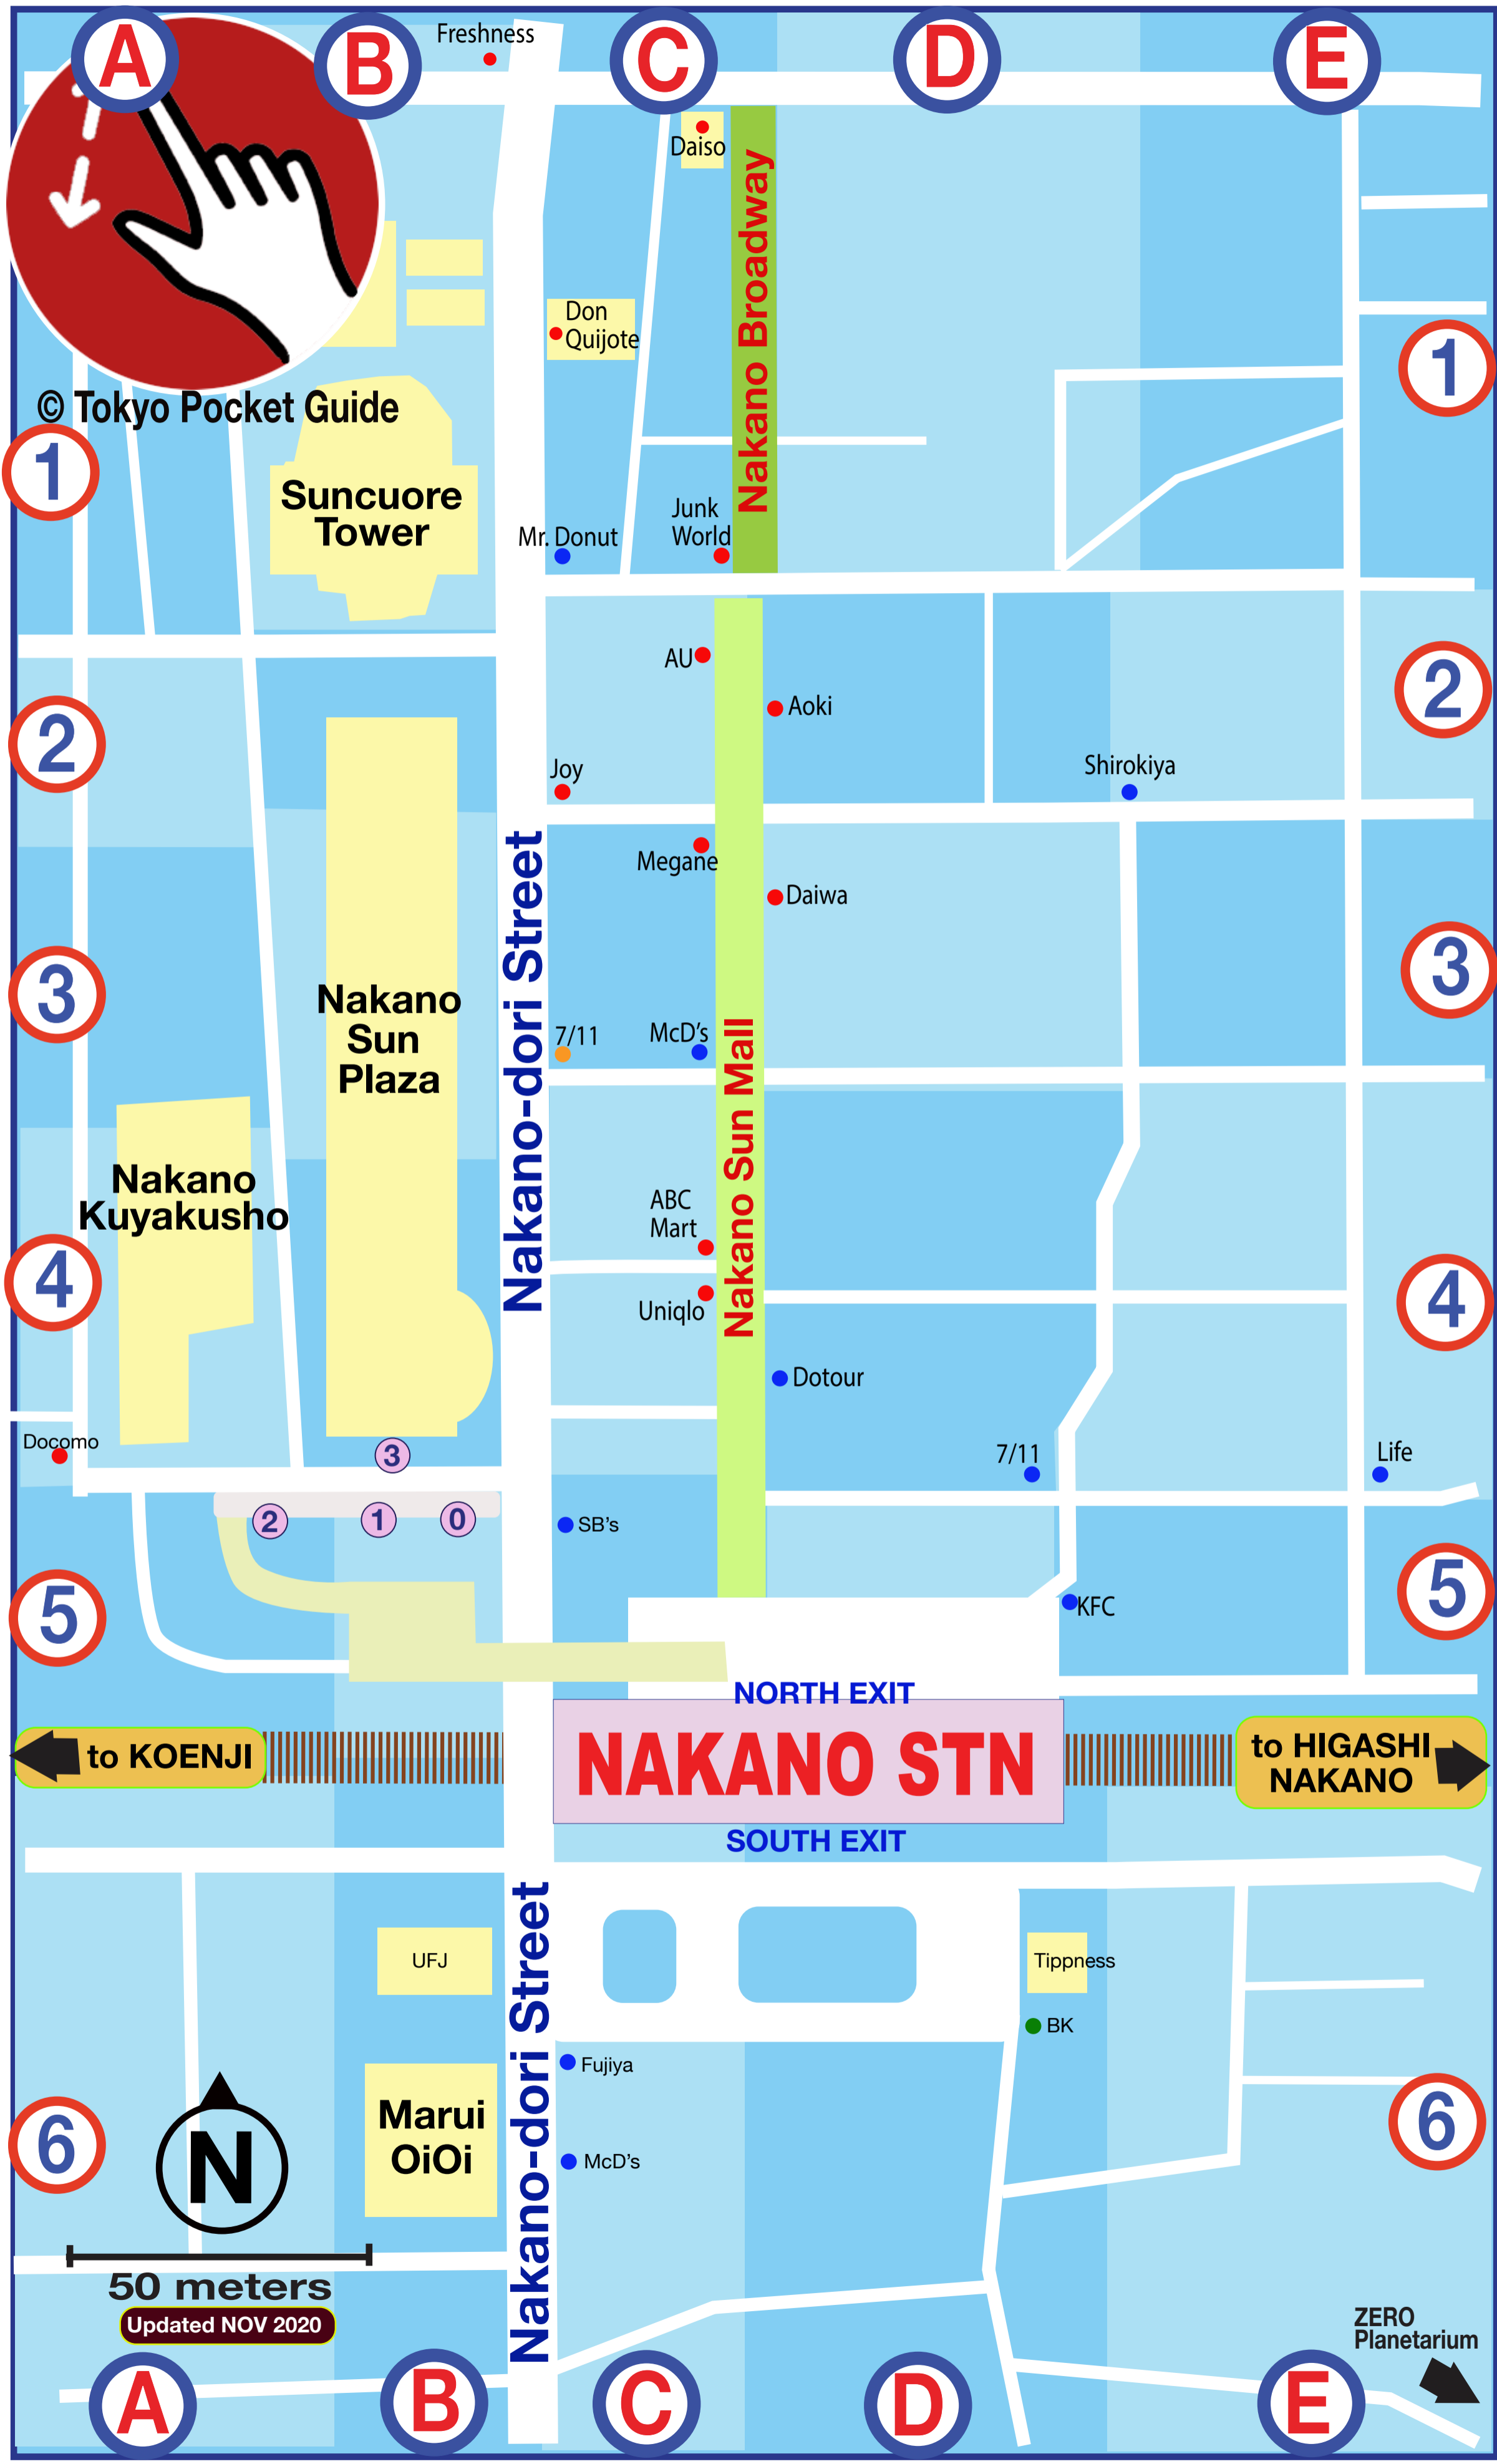 Freshness
A
B
C
D
E
Daiso
Nakano Broadway
Don
Quijote
1
© Tokyo Pocket Guide
1
Suncuore
Tower
Junk
World
Mr. Donut
AU
2
Aoki
2
Joy
Shirokiya
Megane
Daiwa
Nakano-dori Street
3
3
Nakano
Sun
Plaza
7/11
McD's
Nakano Sun Mall
Nakano
Kuyakusho
ABC
Mart
4
Uniqlo
4
Dotour
Docomo
3
7/11
Life
2
1
0
SB's
5
5
KFC
NORTH EXIT
to KOENJI
NAKANO STN
to HIGASHI
NAKANO
SOUTH EXIT
Nakano-dori Street
UFJ
Tippness
BK
Fujiya
Marui
OiOi
6
6
N
McD's
50 meters
Updated NOV 2020
ZERO
Planetarium
A
B
C
D
E